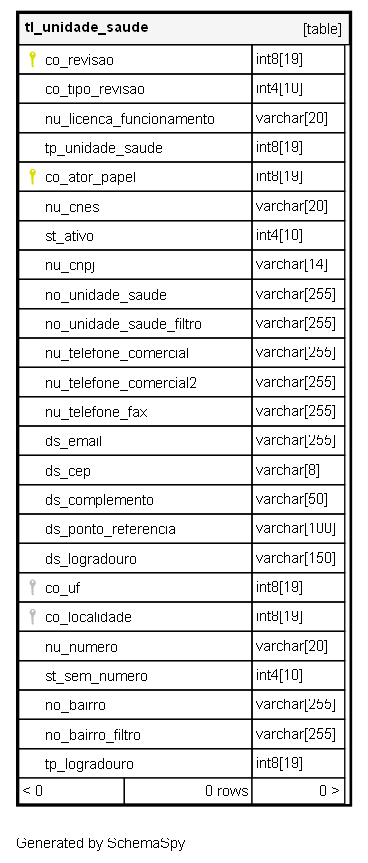 tl_unidade_saude [table]
co_revisao int8[19]
co_tipo_revisao int4[10]
nu_licenca_funcionamento varchar[20]
tp_unidade_saude int8[19]
co_ator_papel int8[19]
nu_cnes varchar[20]
st_ativo int4[10]
nu_cnpj varchar[14]
no_unidade_saude varchar[255]
no_unidade_saude_filtro varchar[255]
nu_telefone_comercial varchar[255]
nu_telefone_comercial2 varchar[255]
nu_telefone_fax varchar[255]
ds_email varchar[255]
ds_cep varchar[8]
ds_complemento varchar[50]
ds_ponto_referencia varchar[100]
ds_logradouro varchar[150]
co_uf int8[19]
co_localidade int8[19]
nu_numero varchar[20]
st_sem_numero int4[10]
no_bairro varchar[255]
no_bairro_filtro varchar[255]
tp_logradouro int8[19]
< 0 0 rows 0 >
Generated by SchemaSpy